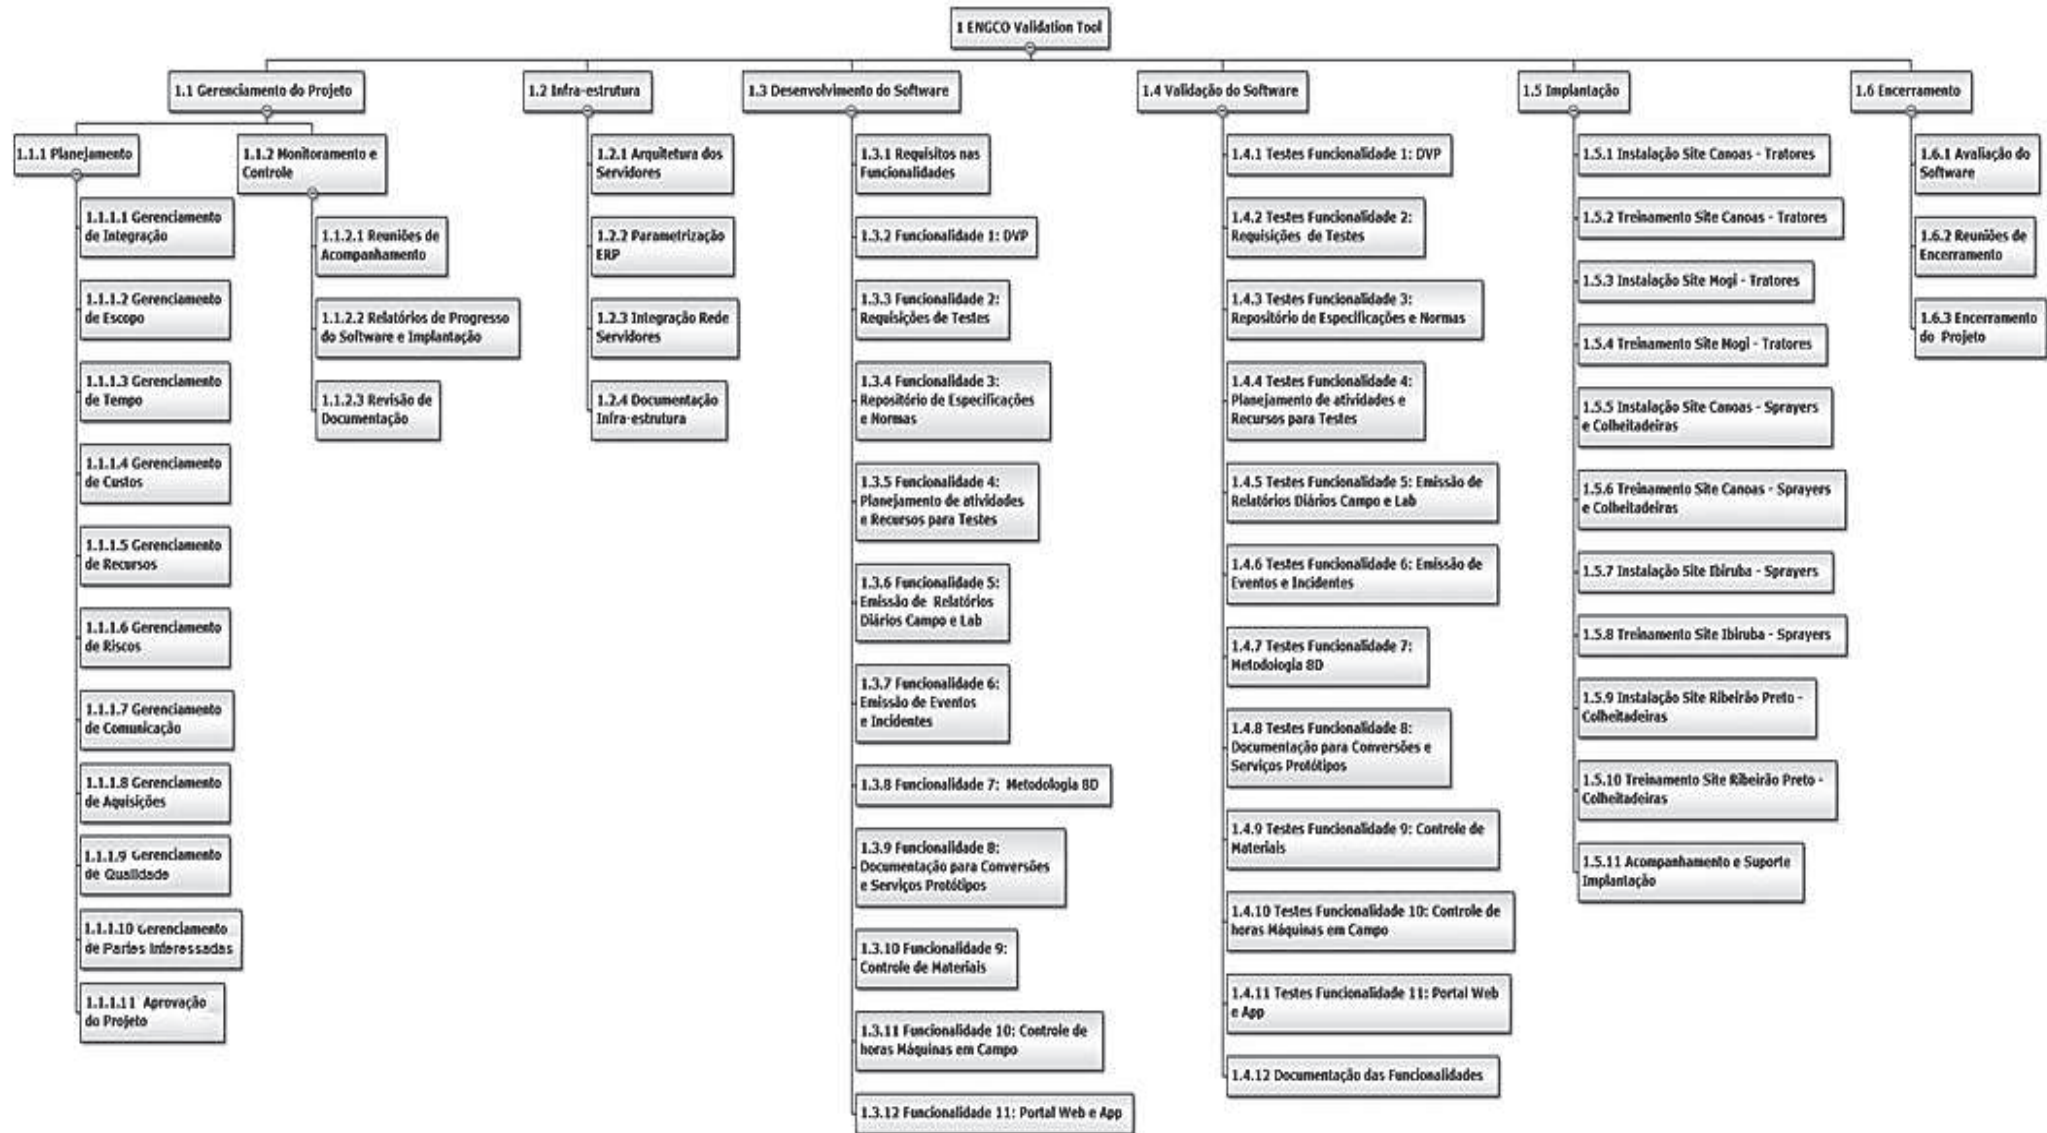 1 ENGCO Validation Tool
1.1 Gerenciamento do Projeto
1.1.1 Planejamento
1.1.1.1 Gerenciamento
de Integração
1.1.1.2 Gerenciamento
de Escopo
1.1.1.3 Gerenciamento
de Tempo
1.1.1.4 Gerenciamento
de Custos
1.1.1.5 Gerenciamento
de Recursos
1.1.1.6 Gerenciamento
de Riscos
1.1.1.7 Gerenciamento
de Comunicação
1.1.1.8 Gerenciamento
de Aquisições
1.1.1.9 Gerenciamento
de Qualidade
1.1.1.10 Gerenciamento
de Partes Interessadas
1.1.1.11 Aprovação
do Projeto
1.1.2 Monitoramento e
Controle
1.1.2.1 Reuniões de
Acompanhamento
1.1.2.2 Relatórios de Progresso
do Software e Implantação
1.1.2.3 Revisão de
Documentação
1.2 Infra-estrutura
1.2.1 Arquitetura dos
Servidores
1.2.2 Parametrização
ERP
1.2.3 Integração Rede
Servidores
1.2.4 Documentação
Infra-estrutura
1.3 Desenvolvimento do Software
1.3.1 Requisitos nas
Funcionalidades
1.3.2 Funcionalidade 1: DVP
1.3.3 Funcionalidade 2:
Requisições de Testes
1.3.4 Funcionalidade 3:
Repositório de Especificações
e Normas
1.3.5 Funcionalidade 4:
Planejamento de atividades
e Recursos para Testes
1.3.6 Funcionalidade 5:
Emissão de Relatórios
Diários Campo e Lab
1.3.7 Funcionalidade 6:
Emissão de Eventos
e Incidentes
1.3.8 Funcionalidade 7: Metodologia 8D
1.3.9 Funcionalidade 8:
Documentação para Conversões
e Serviços Protótipos
1.3.10 Funcionalidade 9:
Controle de Materiais
1.3.11 Funcionalidade 10: Controle de
horas Máquinas em Campo
1.3.12 Funcionalidade 11: Portal Web e App
1.4 Validação do Software
1.4.1 Testes Funcionalidade 1: DVP
1.4.2 Testes Funcionalidade 2:
Requisições de Testes
1.4.3 Testes Funcionalidade 3:
Repositório de Especificações e Normas
1.4.4 Testes Funcionalidade 4:
Planejamento de atividades e
Recursos para Testes
1.4.5 Testes Funcionalidade 5: Emissão de
Relatórios Diários Campo e Lab
1.4.6 Testes Funcionalidade 6: Emissão de
Eventos e Incidentes
1.4.7 Testes Funcionalidade 7:
Metodologia 8D
1.4.8 Testes Funcionalidade 8:
Documentação para Conversões e
Serviços Protótipos
1.4.9 Testes Funcionalidade 9: Controle de
Materiais
1.4.10 Testes Funcionalidade 10: Controle de
horas Máquinas em Campo
1.4.11 Testes Funcionalidade 11: Portal Web
e App
1.4.12 Documentação das Funcionalidades
1.5 Implantação
1.5.1 Instalação Site Canoas - Tratores
1.5.2 Treinamento Site Canoas - Tratores
1.5.3 Instalação Site Mogi - Tratores
1.5.4 Treinamento Site Mogi - Tratores
1.5.5 Instalação Site Canoas - Sprayers
e Colheitadeiras
1.5.6 Treinamento Site Canoas - Sprayers
e Colheitadeiras
1.5.7 Instalação Site Ibiruba - Sprayers
1.5.8 Treinamento Site Ibiruba - Sprayers
1.5.9 Instalação Site Ribeirão Preto -
Colheitadeiras
1.5.10 Treinamento Site Ribeirão Preto -
Colheitadeiras
1.5.11 Acompanhamento e Suporte
Implantação
1.6 Encerramento
1.6.1 Avaliação do
Software
1.6.2 Reuniões de
Encerramento
1.6.3 Encerramento
do Projeto